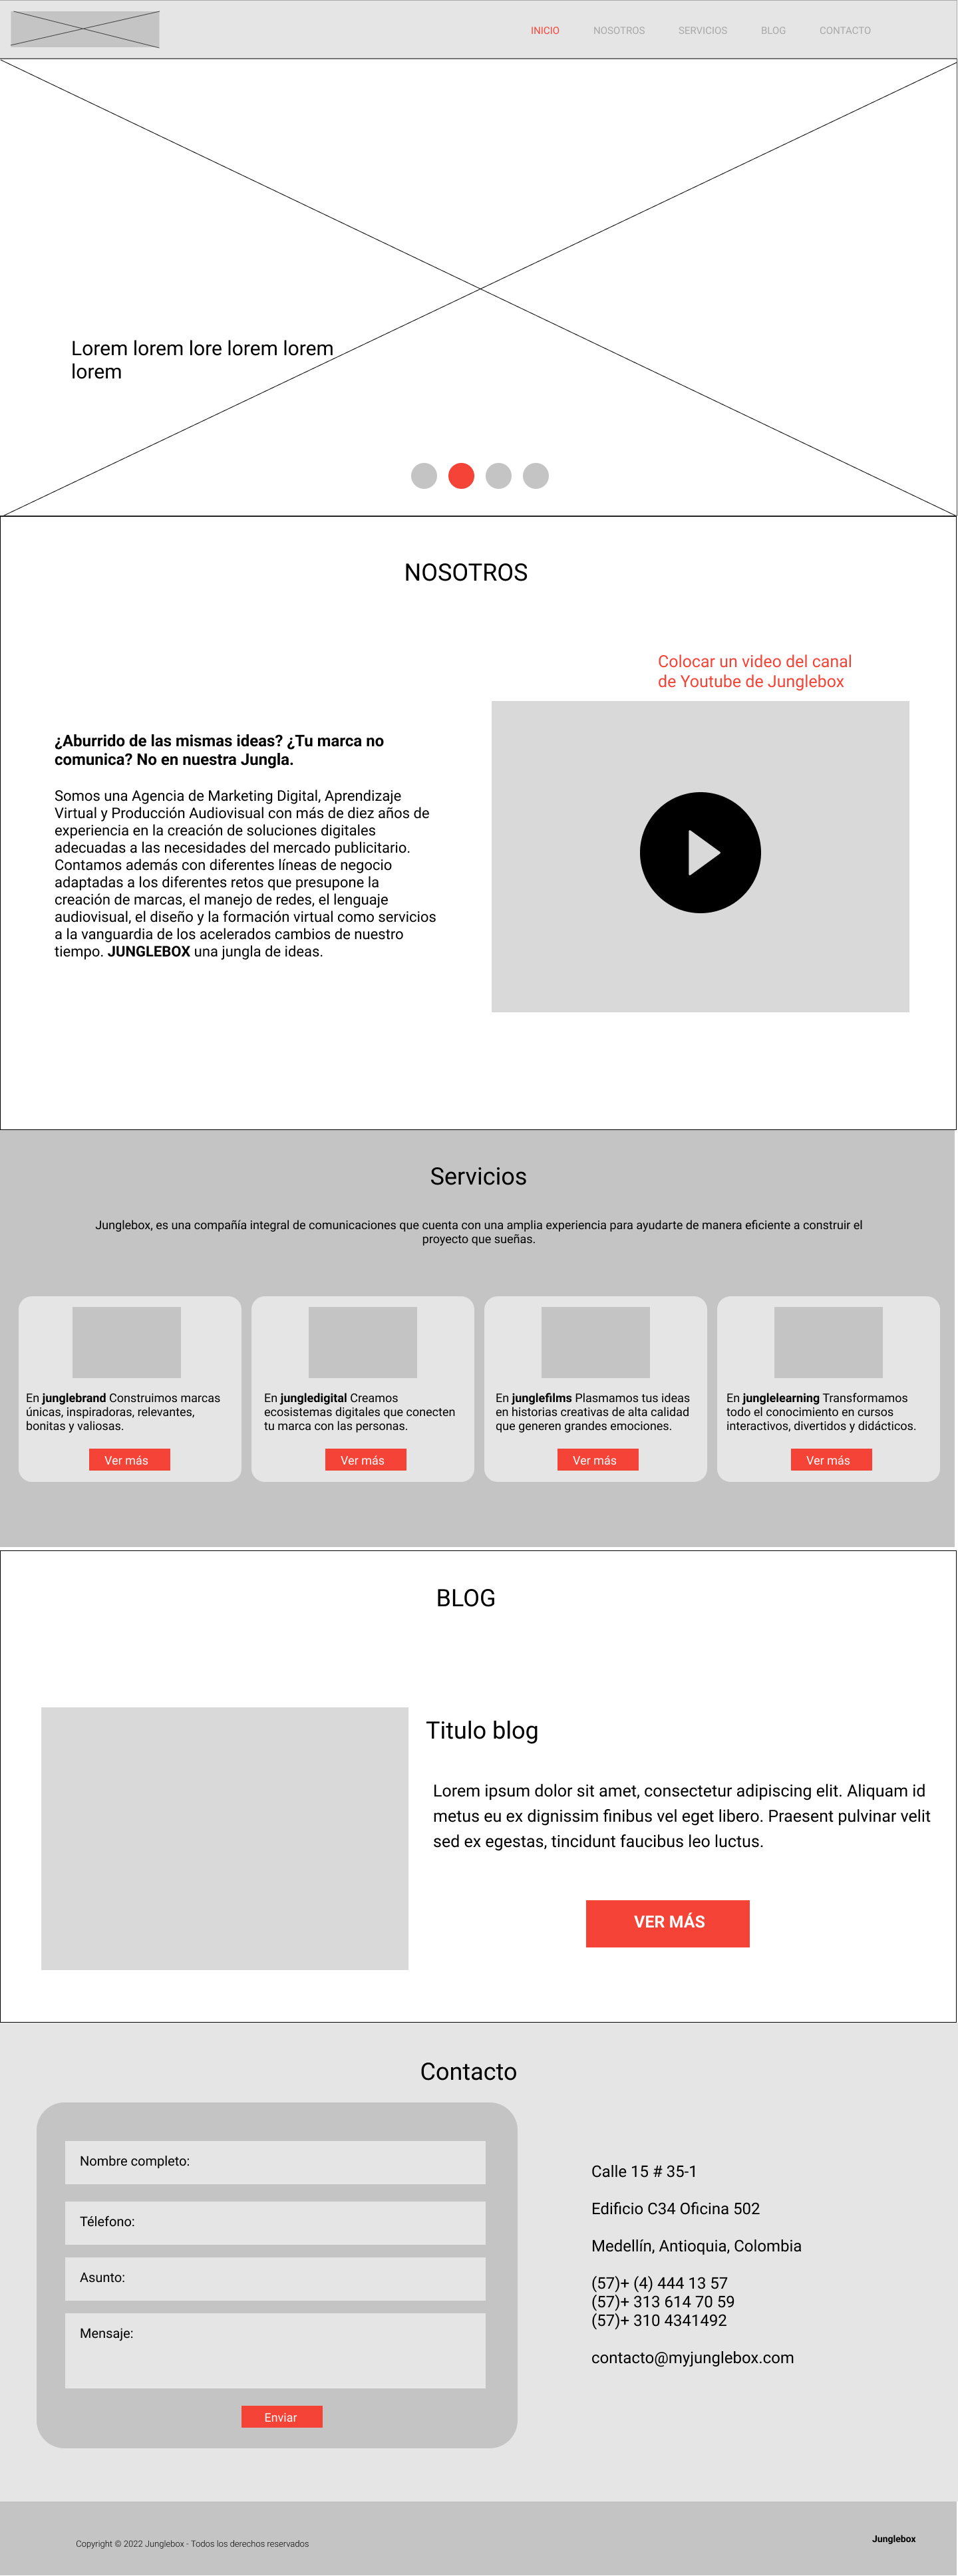 INICIO NOSOTROS SERVICIOS BLOG CONTACTO
Lorem lorem lore lorem lorem
lorem
NOSOTROS
Colocar un video del canal
de Youtube de Junglebox
¿Aburrido de las mismas ideas? ¿Tu marca no
comunica? No en nuestra Jungla.
Somos una Agencia de Marketing Digital, Aprendizaje
Virtual y Producción Audiovisual con más de diez años de
experiencia en la creación de soluciones digitales
adecuadas a las necesidades del mercado publicitario.
Contamos además con diferentes líneas de negocio
adaptadas a los diferentes retos que presupone la
creación de marcas, el manejo de redes, el lenguaje
audiovisual, el diseño y la formación virtual como servicios
a la vanguardia de los acelerados cambios de nuestro
tiempo. JUNGLEBOX una jungla de ideas.
Servicios
Junglebox, es una compañía integral de comunicaciones que cuenta con una amplia experiencia para ayudarte de manera eficiente a construir el
proyecto que sueñas.
En junglebrand Construimos marcas
únicas, inspiradoras, relevantes,
bonitas y valiosas.
Ver más
En jungledigital Creamos
ecosistemas digitales que conecten
tu marca con las personas.
Ver más
En junglefilms Plasmamos tus ideas
en historias creativas de alta calidad
que generen grandes emociones.
Ver más
En junglelearning Transformamos
todo el conocimiento en cursos
interactivos, divertidos y didácticos.
Ver más
BLOG
Titulo blog
Lorem ipsum dolor sit amet, consectetur adipiscing elit. Aliquam id
metus eu ex dignissim finibus vel eget libero. Praesent pulvinar velit
sed ex egestas, tincidunt faucibus leo luctus.
VER MÁS
Contacto
Nombre completo:
Télefono:
Asunto:
Mensaje:
Enviar
Calle 15 # 35-1
Edificio C34 Oficina 502
Medellín, Antioquia, Colombia
(57)+ (4) 444 13 57
(57)+ 313 614 70 59
(57)+ 310 4341492
contacto@myjunglebox.com
Copyright © 2022 Junglebox - Todos los derechos reservados
Junglebox